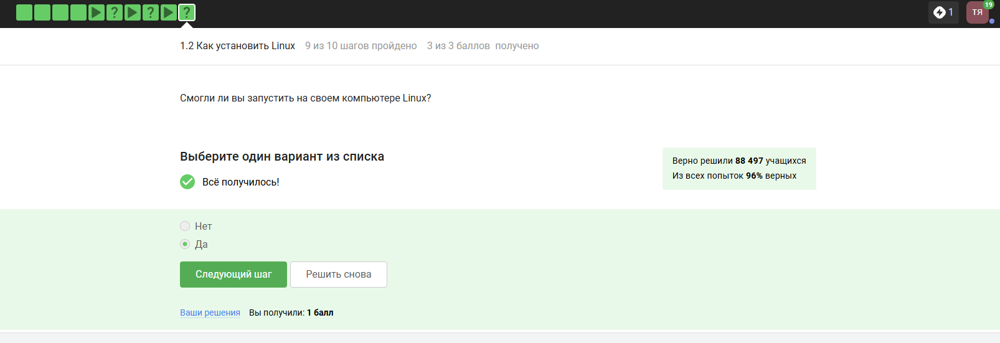 ? ? ?
1
ТЯ
19
1.2 Как установить Linux 9 из 10 шагов пройдено 3 из 3 баллов получено
Смогли ли вы запустить на своем компьютере Linux?
Выберите один вариант из списка
Всё получилось!
Верно решили 88 497 учащихся
Из всех попыток 96% верных
Нет
Да
Следующий шаг Решить снова
Ваши решения Вы получили: 1 балл